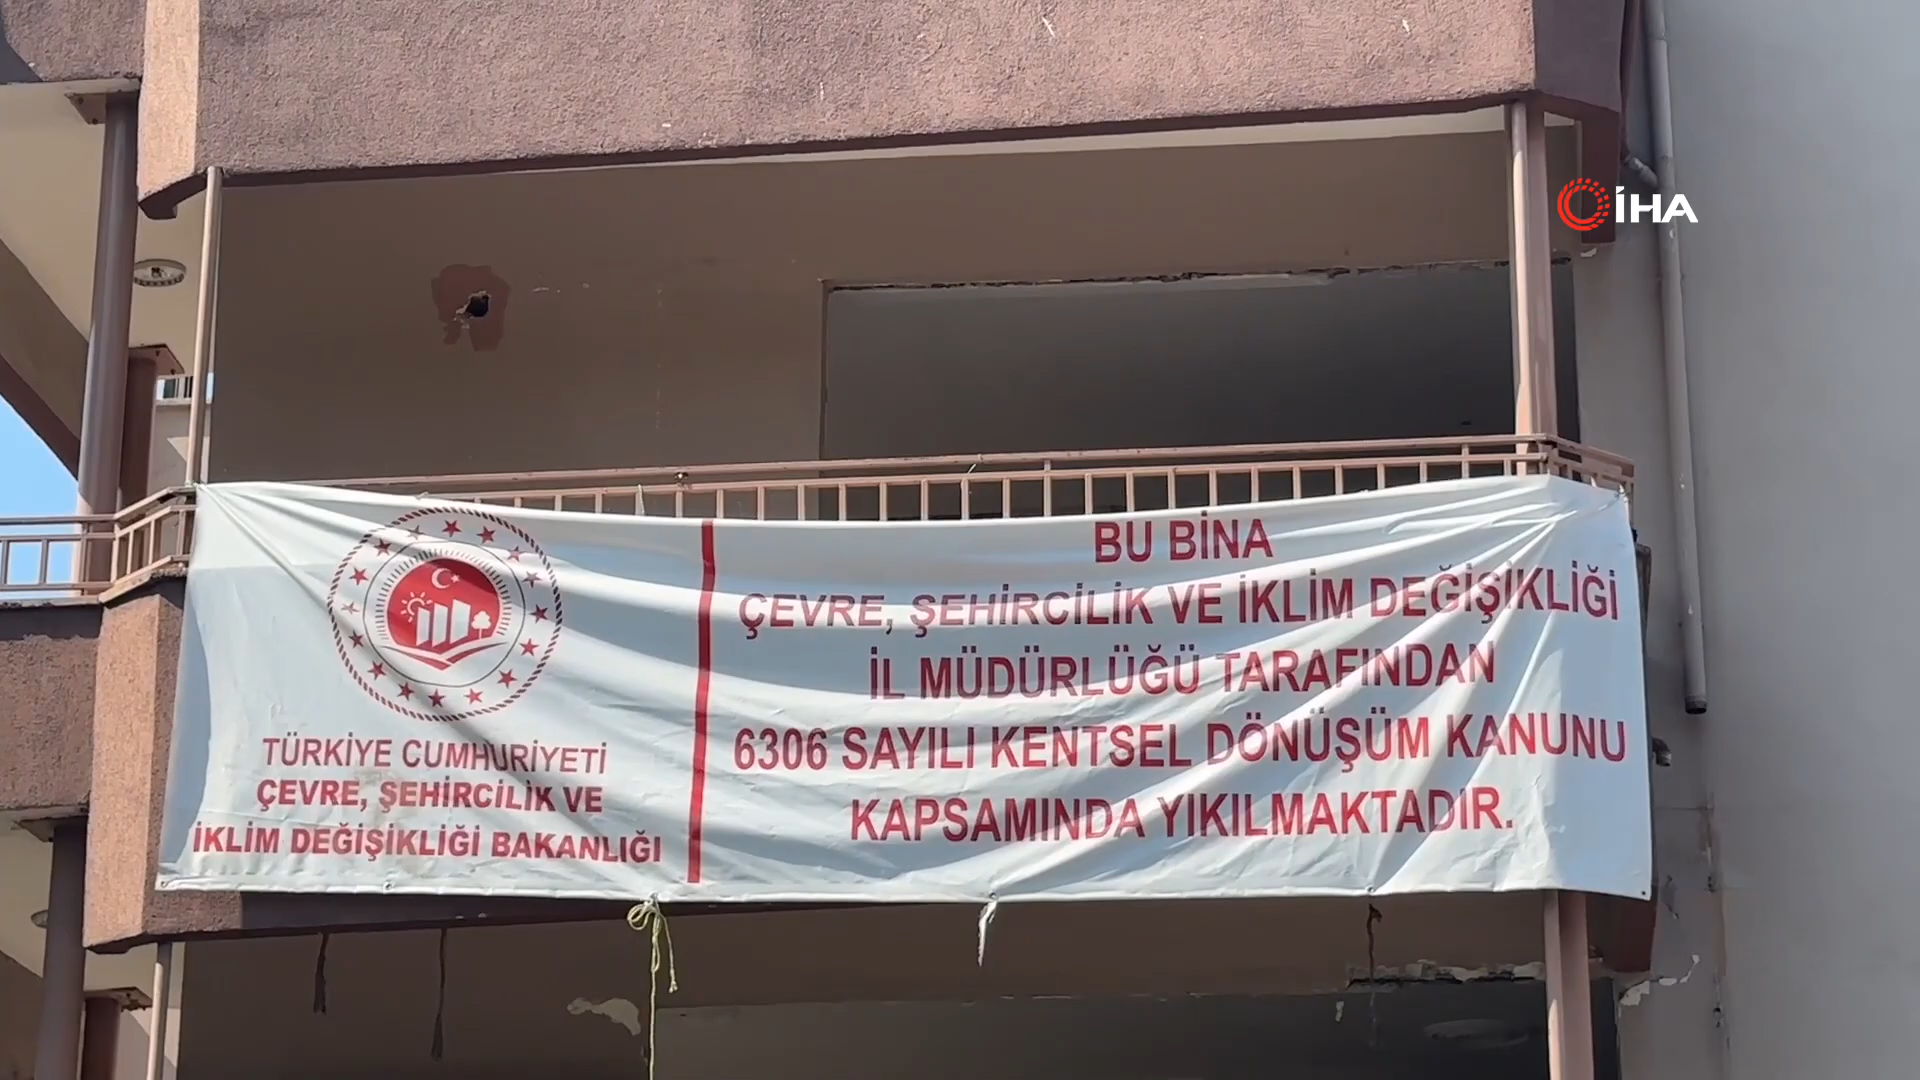 İHA
BU BİNA
ÇEVRE, ŞEHİRCİLİK VE İKLİM DEĞİŞİKLİĞİ
İL MÜDÜRLÜĞÜ TARAFINDAN
6306 SAYILI KENTSEL DÖNÜŞÜM KANUNU
KAPSAMINDA YIKILMAKTADIR.
TÜRKİYE CUMHURİYETİ
ÇEVRE, ŞEHİRCİLİK VE
İKLİM DEĞİŞİKLİĞİ BAKANLIĞI